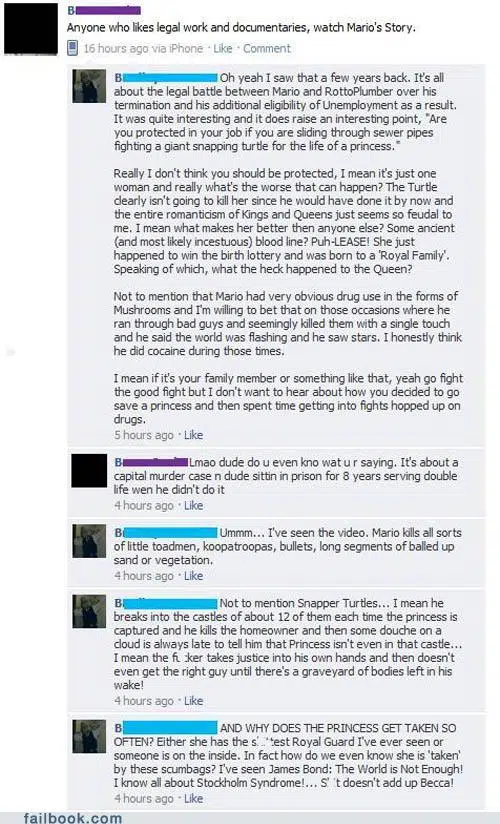 B
Anyone who likes legal work and documentaries, watch Mario's Story.
16 hours ago via iPhone · Like · Comment
B Oh yeah I saw that a few years back. It's all
about the legal battle between Mario and RottoPlumber over his
termination and his additional eligibility of Unemployment as a result.
It was quite interesting and it does raise an interesting point, "Are
you protected in your job if you are sliding through sewer pipes
fighting a giant snapping turtle for the life of a princess."
Really I don't think you should be protected, I mean it's just one
woman and really what's the worse that can happen? The Turtle
clearly isn't going to kill her since he would have done it by now and
the entire romanticism of Kings and Queens just seems so feudal to
me. I mean what makes her better then anyone else? Some ancient
(and most likely incestuous) blood line? Puh-LEASE! She just
happened to win the birth lottery and was born to a 'Royal Family'.
Speaking of which, what the heck happened to the Queen?
Not to mention that Mario had very obvious drug use in the forms of
Mushrooms and I'm willing to bet that on those occasions where he
ran through bad guys and seemingly killed them with a single touch
and he said the world was flashing and he saw stars. I honestly think
he did cocaine during those times.
I mean if it's your family member or something like that, yeah go fight
the good fight but I don't want to hear about how you decided to go
save a princess and then spent time getting into fights hopped up on
drugs.
5 hours ago · Like
B Lmao dude do u even kno wat u r saying. It's about a
capital murder case n dude sittin in prison for 8 years serving double
life wen he didn't do it
4 hours ago · Like
B Ummm... I've seen the video. Mario kills all sorts
of little toadmen, koopatroopas, bullets, long segments of balled up
sand or vegetation.
4 hours ago · Like
B Not to mention Snapper Turtles... I mean he
breaks into the castles of about 12 of them each time the princess is
captured and he kills the homeowner and then some douche on a
cloud is always late to tell him that Princess isn't even in that castle...
I mean the fu ker takes justice into his own hands and then doesn't
even get the right guy until there's a graveyard of bodies left in his
wake!
4 hours ago · Like
B AND WHY DOES THE PRINCESS GET TAKEN SO
OFTEN? Either she has the Royal Guard I've ever seen or
someone is on the inside. In fact how do we even know she is 'taken'
by these scumbags? I've seen James Bond: The World is Not Enough!
I know all about Stockholm Syndrome!... doesn't add up Becca!
4 hours ago · Like
failbook.com